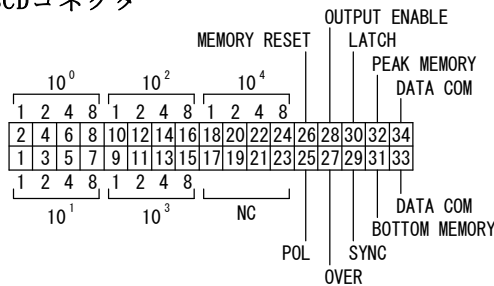 BCDコネクタ
OUTPUT ENABLE
MEMORY RESET LATCH
PEAK MEMORY
10⁰ 10² 10⁴ DATA COM
1 2 4 8 1 2 4 8 1 2 4 8
2 4 6 8 10 12 14 16 18 20 22 24 26 28 30 32 34
1 3 5 7 9 11 13 15 17 19 21 23 25 27 29 31 33
1 2 4 8 1 2 4 8
10¹ 10³ NC DATA COM
BOTTOM MEMORY
POL SYNC
OVER